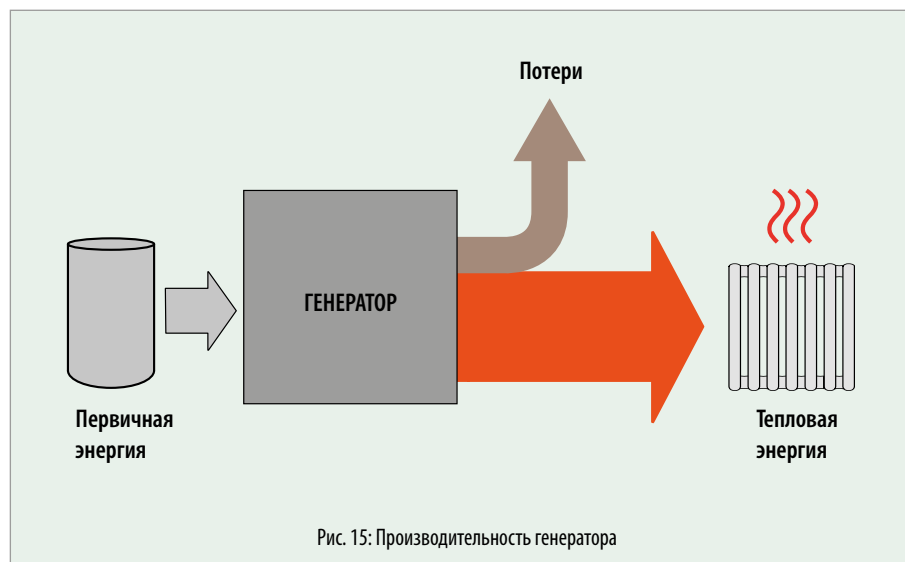 Потери
ГЕНЕРАТОР
Первичная
энергия
Тепловая
энергия
Рис. 15: Производительность генератора